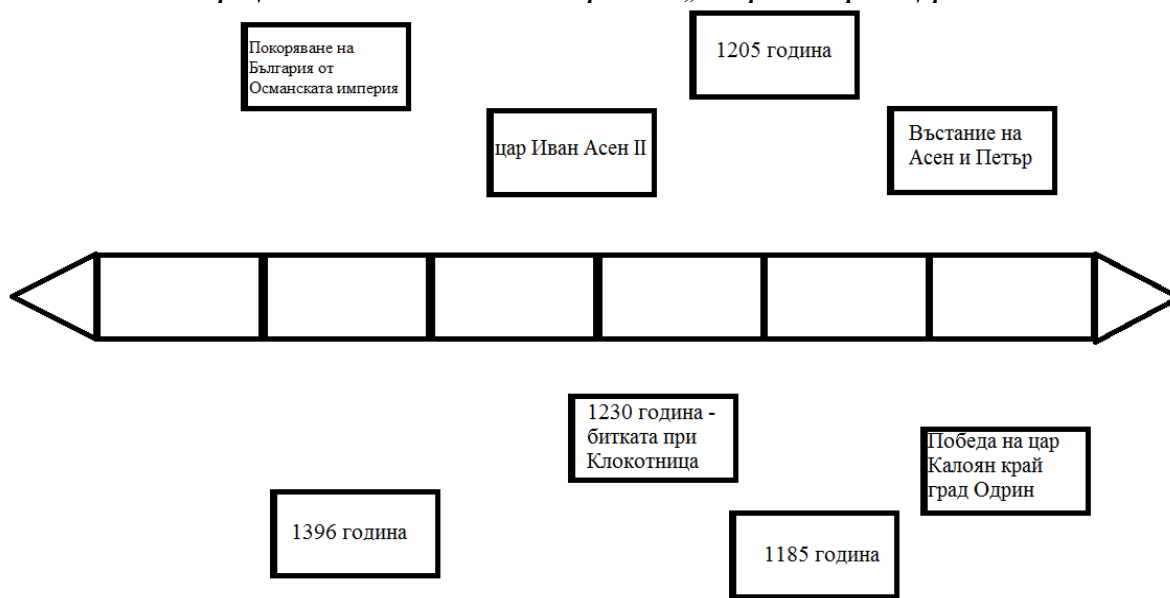 Покоряване на
България от
Османската империя
1205 година
цар Иван Асен II
Въстание на
Асен и Петър
1230 година -
битката при
Клокотница
Победа на цар
Калоян край
град Одрин
1396 година
1185 година